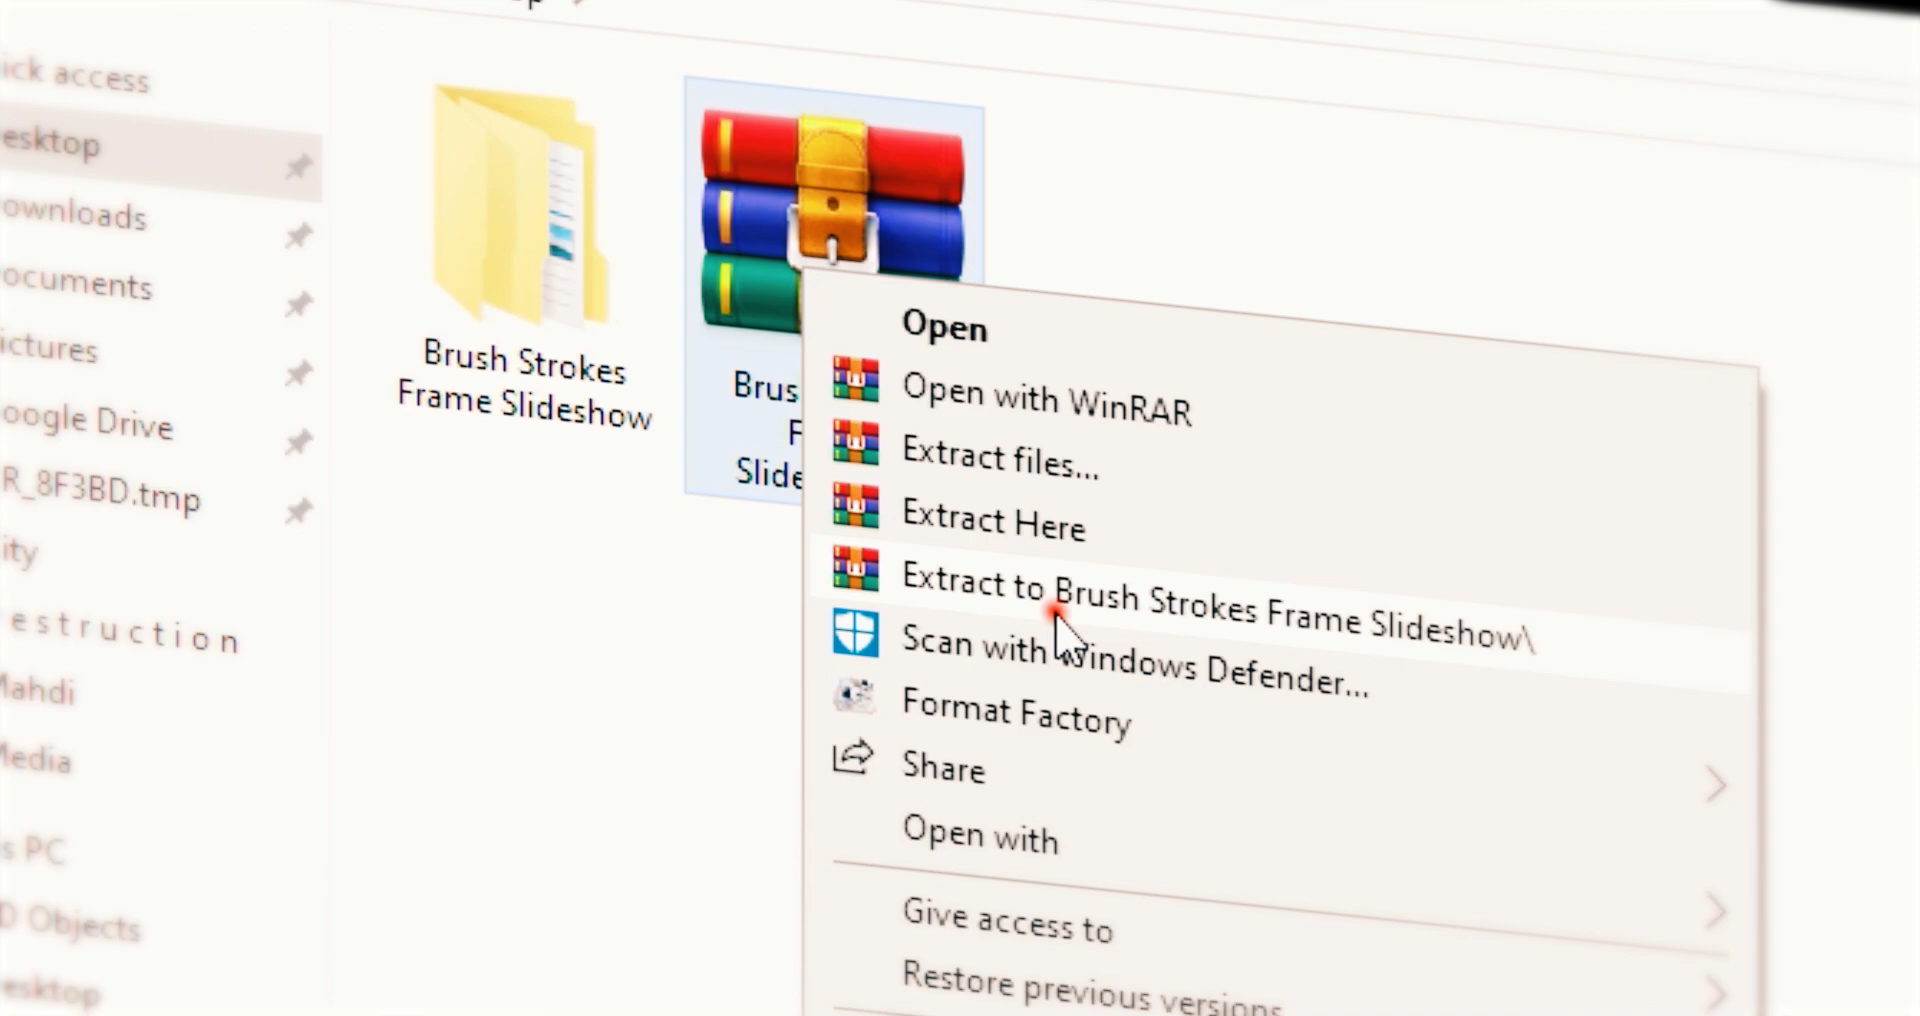 ick access
esktop
ownloads
ocuments
ictures
oogle Drive
R_8F3BD.tmp
ity
estruction
Mahdi
Media
s PC
D Objects
esktop
Brush Strokes
Frame Slideshow
Brus
F
Slide
Open
Open with WinRAR
Extract files...
Extract Here
Extract to Brush Strokes Frame Slideshow\
Scan with Windows Defender...
Format Factory
Share
Open with
Give access to
Restore previous versions